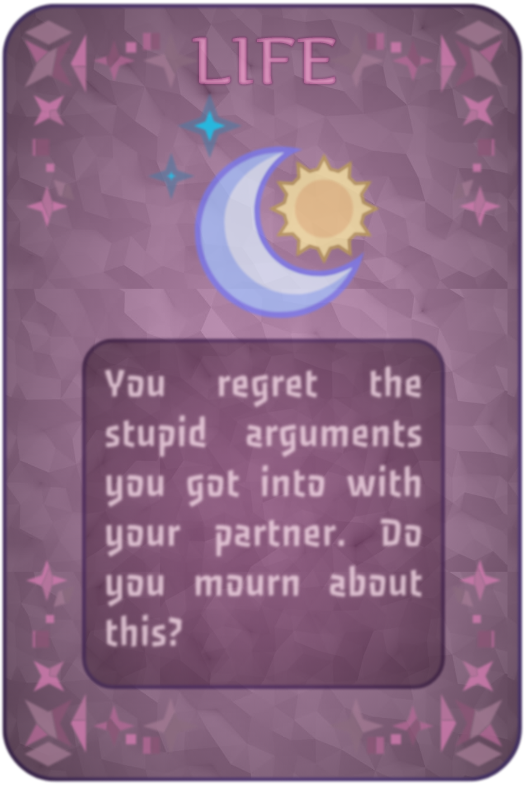 LIFE
You regret the
stupid arguments
you got into with
your partner. Do
you mourn about
this?